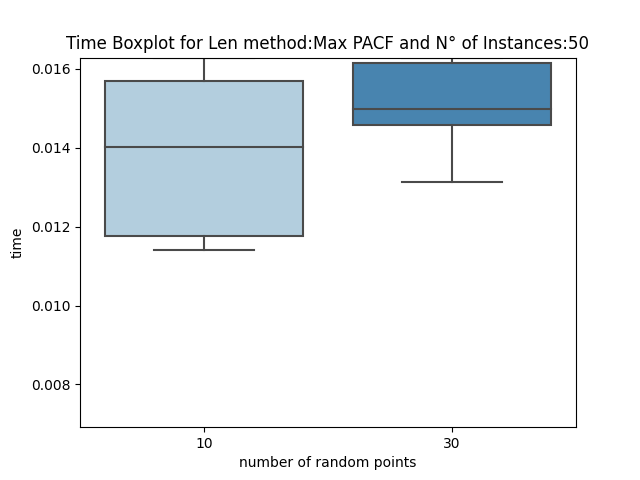 Time Boxplot for Len method:Max PACF and N° of Instances:50
0.016
0.014
0.012
0.010
0.008
time
10
30
number of random points